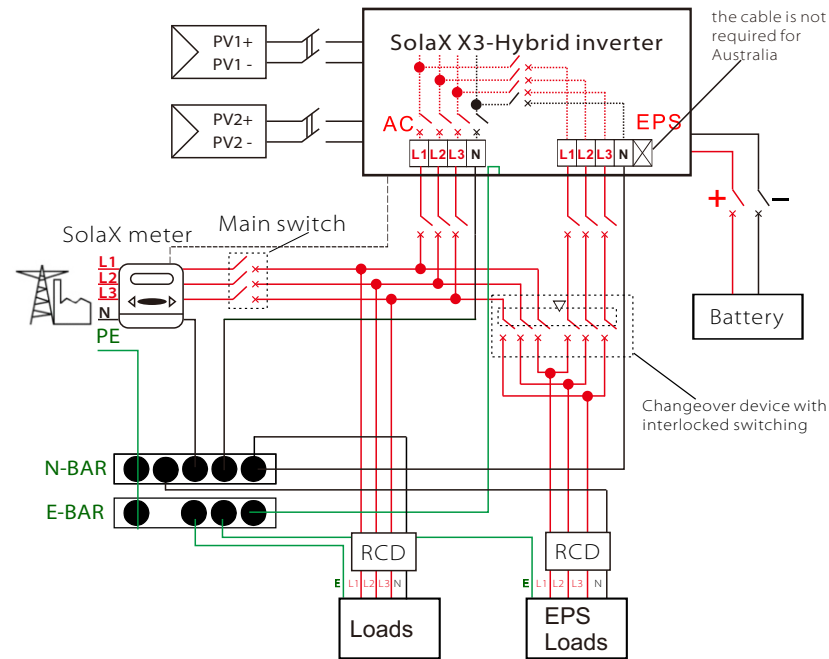 the cable is not
required for
Australia
PV1+
PV1 -
SolaX X3-Hybrid inverter
PV2+
PV2 -
AC
EPS
L1 L2 L3 N
L1 L2 L3 N
+ −
SolaX meter
Main switch
L1
L2
L3
N
PE
Battery
Changeover device with
interlocked switching
N-BAR
E-BAR
RCD
RCD
E L1 L2 L3 N
E L1 L2 L3 N
Loads
EPS
Loads